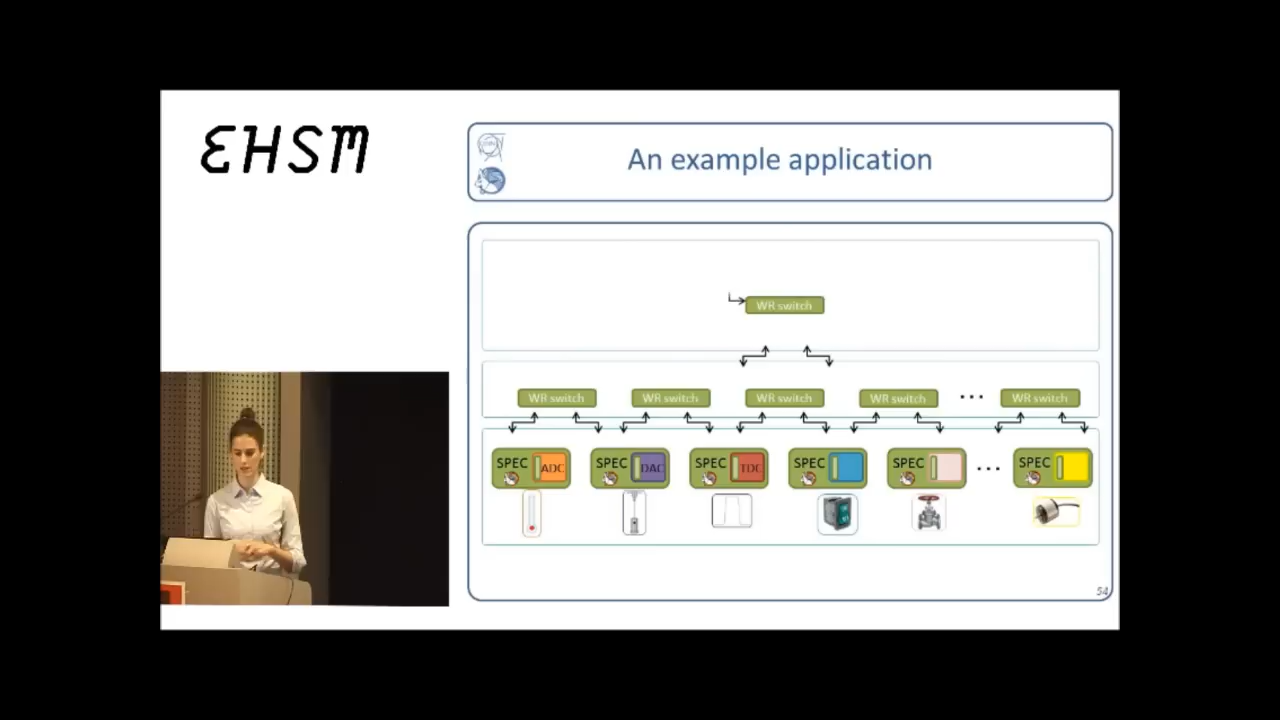 EHSM
An example application
WR switch
WR switch WR switch WR switch WR switch ... WR switch
SPEC ADC SPEC DAC SPEC TDC SPEC SPEC ... SPEC
54